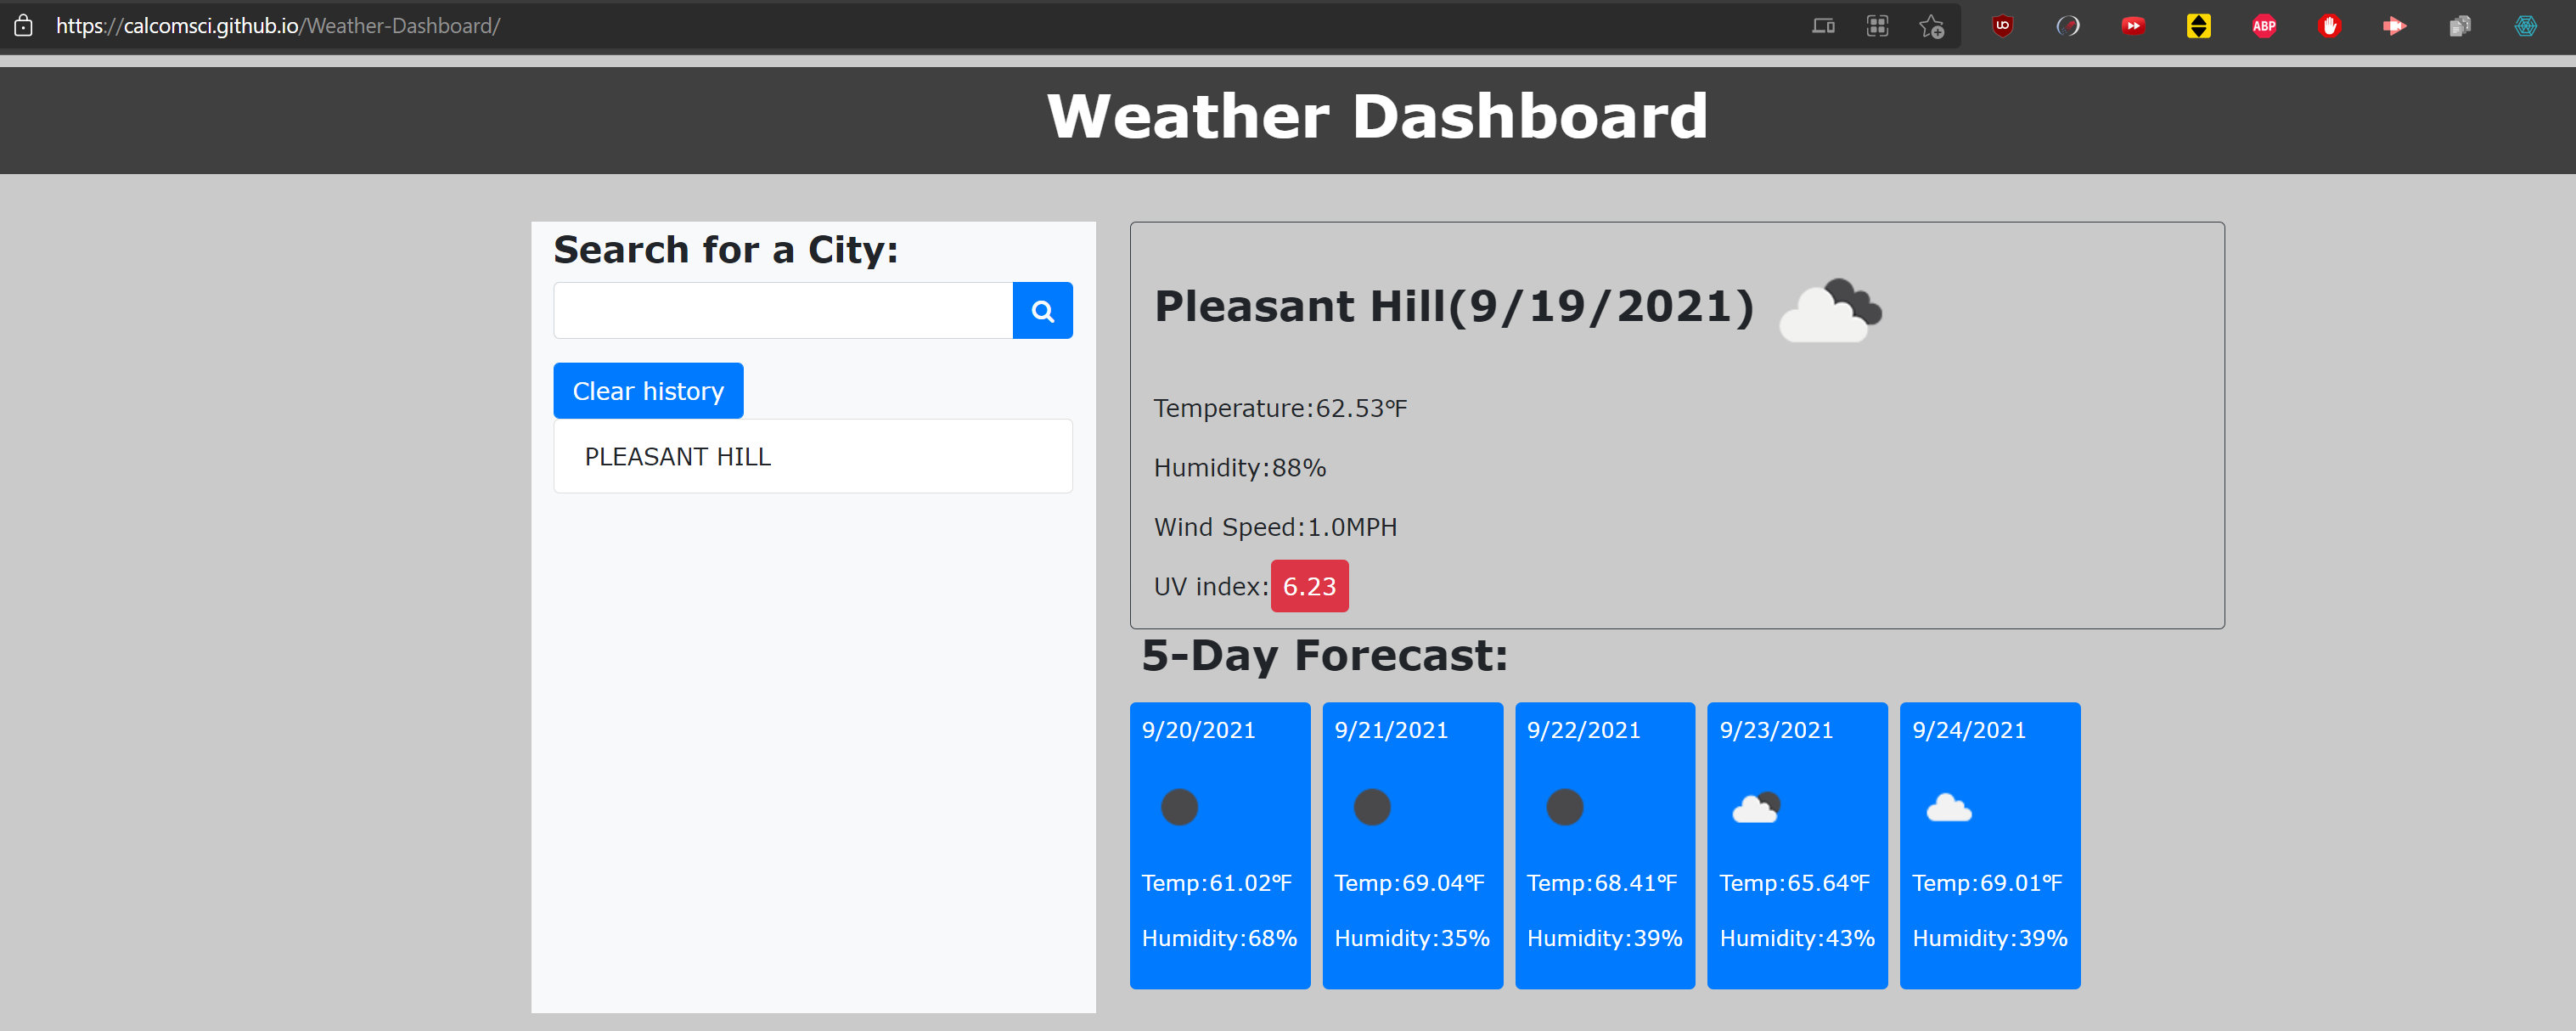 https://calcomsci.github.io/Weather-Dashboard/
UO
ABP
Weather Dashboard
Search for a City:
Clear history
PLEASANT HILL
Pleasant Hill(9/19/2021)
Temperature:62.53°F
Humidity:88%
Wind Speed:1.0MPH
UV index:6.23
5-Day Forecast:
9/20/2021
Temp:61.02°F
Humidity:68%
9/21/2021
Temp:69.04°F
Humidity:35%
9/22/2021
Temp:68.41°F
Humidity:39%
9/23/2021
Temp:65.64°F
Humidity:43%
9/24/2021
Temp:69.01°F
Humidity:39%